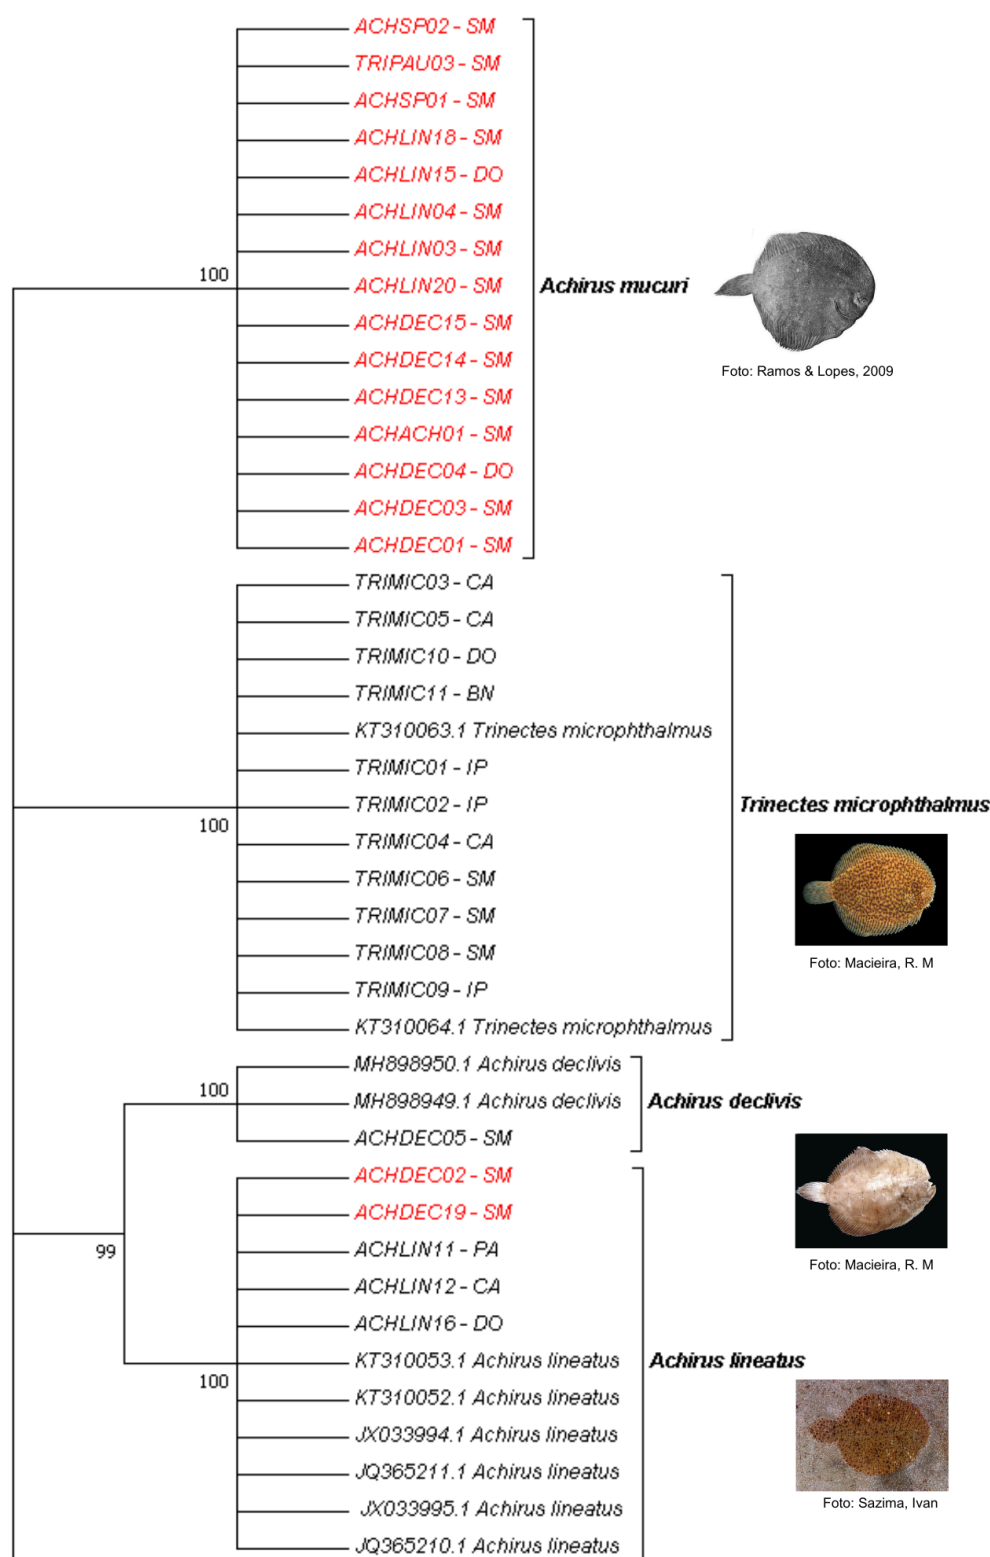 ACHSP02 - SM
TRIPAU03 - SM
ACHSP01 - SM
ACHLIN18 - SM
ACHLIN15 - DO
ACHLIN04 - SM
ACHLIN03 - SM
100
ACHLIN20 - SM
Achirus mucuri
ACHDEC15 - SM
ACHDEC14 - SM
ACHDEC13 - SM
ACHACH01 - SM
ACHDEC04 - DO
ACHDEC03 - SM
ACHDEC01 - SM
Foto: Ramos & Lopes, 2009
TRIMIC03 - CA
TRIMIC05 - CA
TRIMIC10 - DO
TRIMIC11 - BN
KT310063.1 Trinectes microphthalmus
TRIMIC01 - IP
TRIMIC02 - IP
Trinectes microphthalmus
100
TRIMIC04 - CA
TRIMIC06 - SM
TRIMIC07 - SM
TRIMIC08 - SM
TRIMIC09 - IP
KT310064.1 Trinectes microphthalmus
Foto: Macieira, R. M
MH898950.1 Achirus declivis
100
MH898949.1 Achirus declivis
Achirus declivis
ACHDEC05 - SM
ACHDEC02 - SM
ACHDEC19 - SM
99
ACHLIN11 - PA
Foto: Macieira, R. M
ACHLIN12 - CA
ACHLIN16 - DO
KT310053.1 Achirus lineatus
Achirus lineatus
100
KT310052.1 Achirus lineatus
JX033994.1 Achirus lineatus
JQ365211.1 Achirus lineatus
JX033995.1 Achirus lineatus
JQ365210.1 Achirus lineatus
Foto: Sazima, Ivan